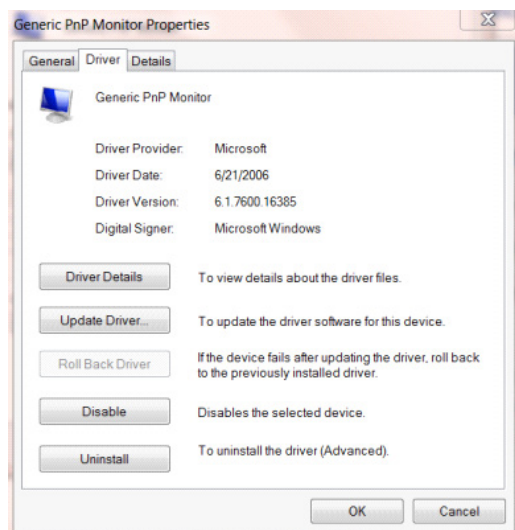 Generic PnP Monitor Properties
General Driver Details
Generic PnP Monitor
Driver Provider: Microsoft
Driver Date: 6/21/2006
Driver Version: 6.1.7600.16385
Digital Signer: Microsoft Windows
Driver Details To view details about the driver files.
Update Driver... To update the driver software for this device.
Roll Back Driver If the device fails after updating the driver, roll back
to the previously installed driver.
Disable Disables the selected device.
Uninstall To uninstall the driver (Advanced).
OK Cancel